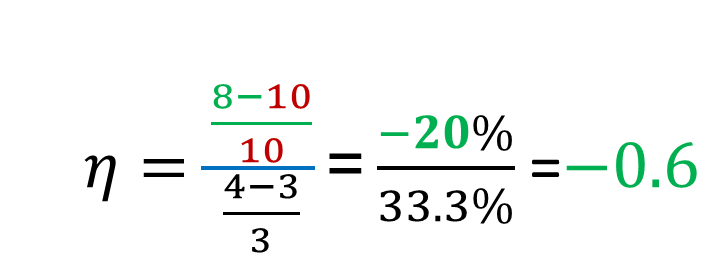 η = ((8−10)/10)/((4−3)/3) = −20%/33.3% = −0.6